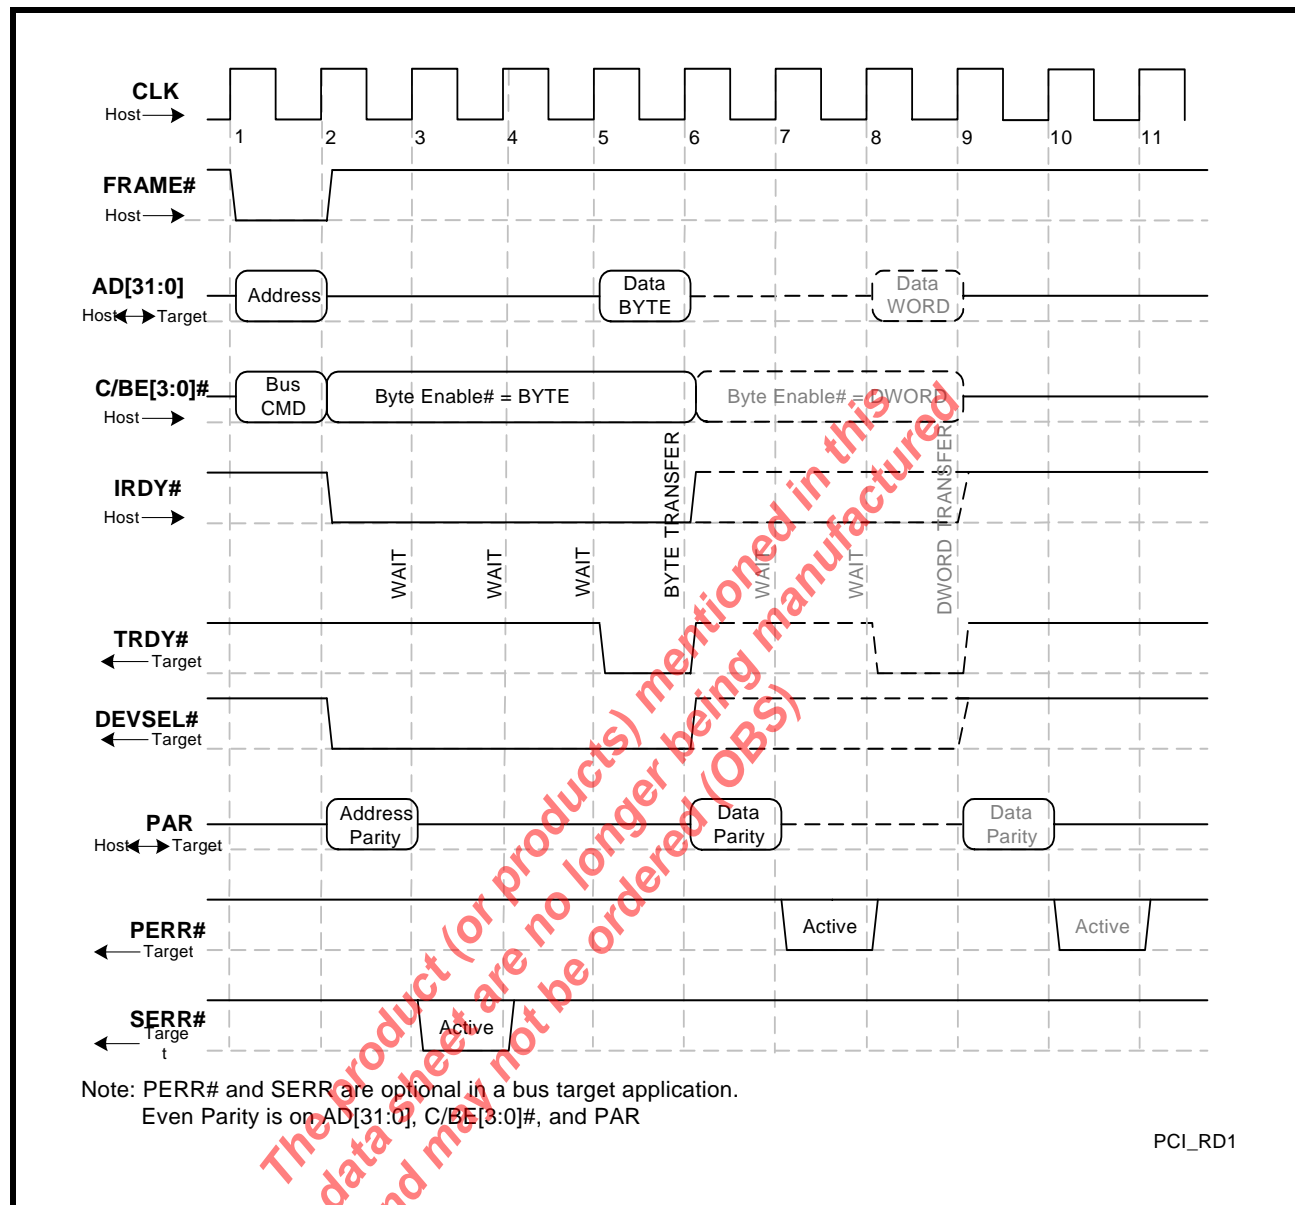 CLK
Host
1 2 3 4 5 6 7 8 9 10 11
FRAME#
Host
AD[31:0]
Host Target
Address
Data
BYTE
Data
WORD
C/BE[3:0]#
Host
Bus
CMD
Byte Enable# = BYTE
Byte Enable# = DWORD
IRDY#
Host
WAIT
WAIT
WAIT
BYTE TRANSFER
WAIT
WAIT
DWORD TRANSFER
TRDY#
Target
DEVSEL#
Target
PAR
Host Target
Address
Parity
Data
Parity
Data
Parity
PERR#
Target
Active
Active
SERR#
Targe
t
Active
Note: PERR# and SERR are optional in a bus target application.
Even Parity is on AD[31:0], C/BE[3:0]#, and PAR
PCI_RD1
The product (or products) mentioned in this
data sheet are no longer being manufactured
nd may not be ordered (OBS)